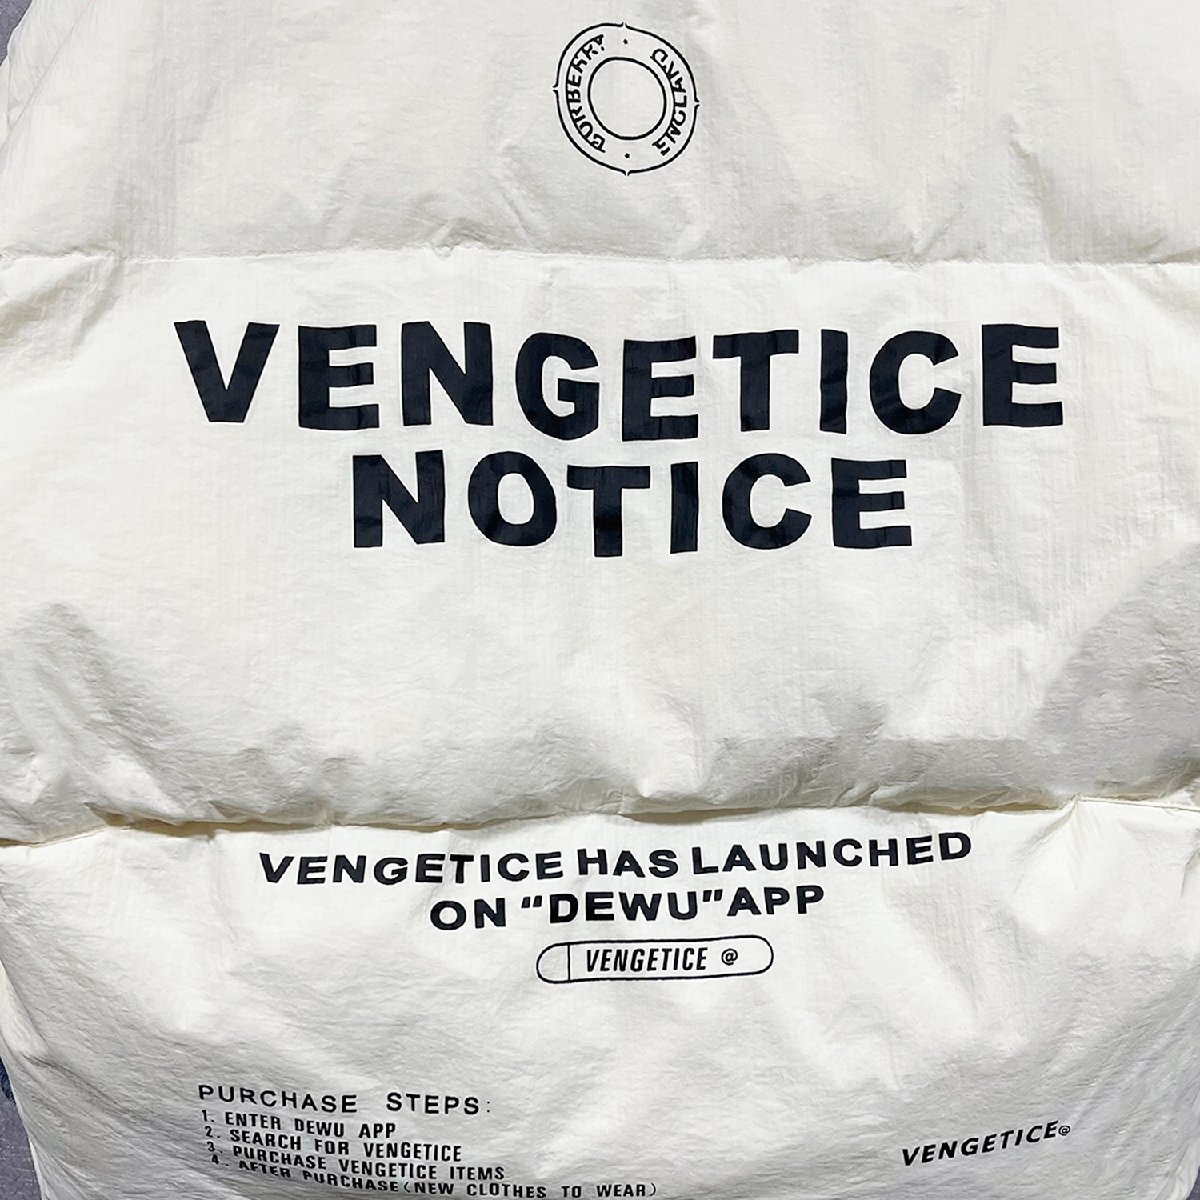 BURBERRY
ENGLAND
VENGETICE
NOTICE
VENGETICE HAS LAUNCHED
ON "DEWU" APP
VENGETICE @
PURCHASE STEPS:
1. ENTER DEWU APP
2. SEARCH FOR VENGETICE
3. PURCHASE VENGETICE ITEMS
4. AFTER PURCHASE(NEW CLOTHES TO WEAR)
VENGETICE@